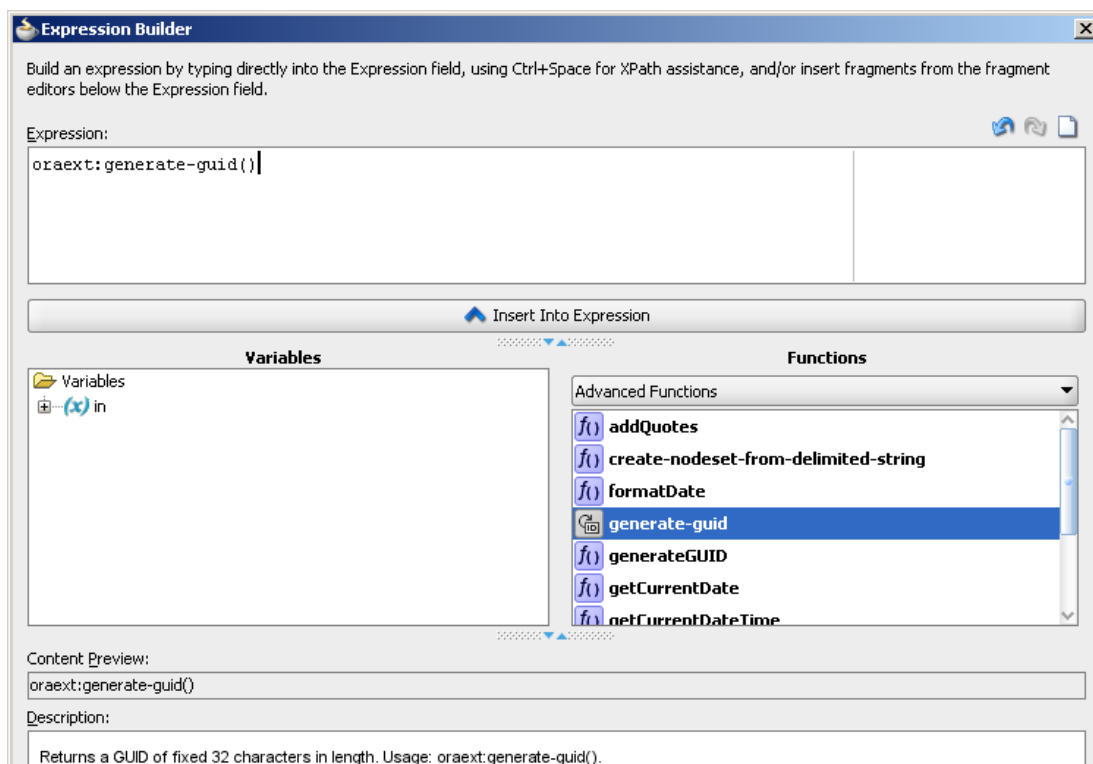 Expression Builder
Build an expression by typing directly into the Expression field, using Ctrl+Space for XPath assistance, and/or insert fragments from the fragment
editors below the Expression field.
Expression:
oraext:generate-guid()
Insert Into Expression
Variables
Functions
Variables
(x) in
Advanced Functions
f() addQuotes
f() create-nodeset-from-delimited-string
f() formatDate
ID generate-guid
f() generateGUID
f() getCurrentDate
f() getCurrentDateTime
Content Preview:
oraext:generate-guid()
Description:
Returns a GUID of fixed 32 characters in length. Usage: oraext:generate-guid().